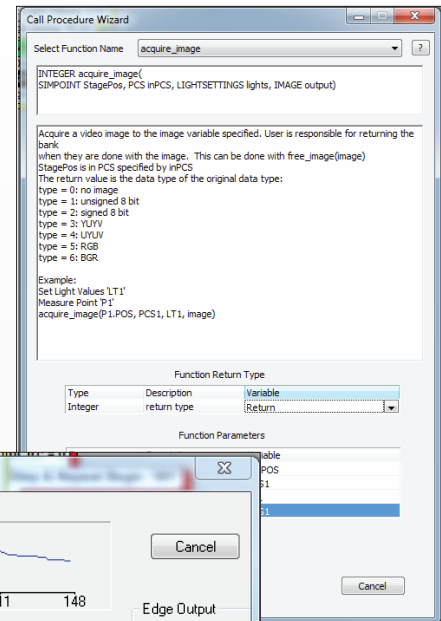 Call Procedure Wizard
Select Function Name acquire_image ?
INTEGER acquire_image(
SIMPOINT StagePos, PCS inPCS, LIGHTSETTINGS lights, IMAGE output)
Acquire a video image to the image variable specified. User is responsible for returning the
bank
when they are done with the image. This can be done with free_image(image)
StagePos is in PCS specified by inPCS
The return value is the data type of the original data type:
type = 0: no image
type = 1: unsigned 8 bit
type = 2: signed 8 bit
type = 3: YUYV
type = 4: UYUV
type = 5: RGB
type = 6: BGR
Example:
Set Light Values 'LT1'
Measure Point 'P1'
acquire_image(P1.POS, PCS1, LT1, image)
Function Return Type
Type Description Variable
Integer return type Return
Function Parameters
iable
POS
S1
S1
Cancel
11 148
Edge Output
Cancel